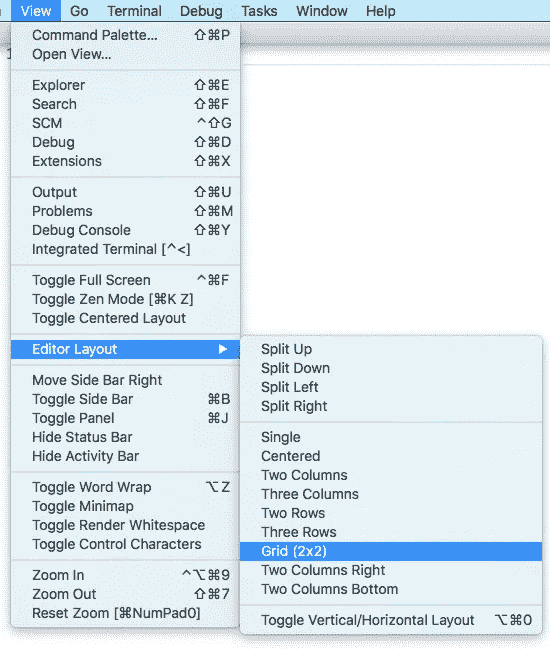 View Go Terminal Debug Tasks Window Help
Command Palette... ⇧⌘P
Open View...
Explorer ⇧⌘E
Search ⇧⌘F
SCM ^⇧G
Debug ⇧⌘D
Extensions ⇧⌘X
Output ⇧⌘U
Problems ⇧⌘M
Debug Console ⇧⌘Y
Integrated Terminal [^<]
Toggle Full Screen ^⌘F
Toggle Zen Mode [⌘K Z]
Toggle Centered Layout
Editor Layout ▶
Move Side Bar Right
Toggle Side Bar ⌘B
Toggle Panel ⌘J
Hide Status Bar
Hide Activity Bar
Toggle Word Wrap ⌥Z
Toggle Minimap
Toggle Render Whitespace
Toggle Control Characters
Zoom In ^⌥⌘9
Zoom Out ⇧⌘7
Reset Zoom [⌘NumPad0]
Split Up
Split Down
Split Left
Split Right
Single
Centered
Two Columns
Three Columns
Two Rows
Three Rows
Grid (2x2)
Two Columns Right
Two Columns Bottom
Toggle Vertical/Horizontal Layout ⌥⌘0